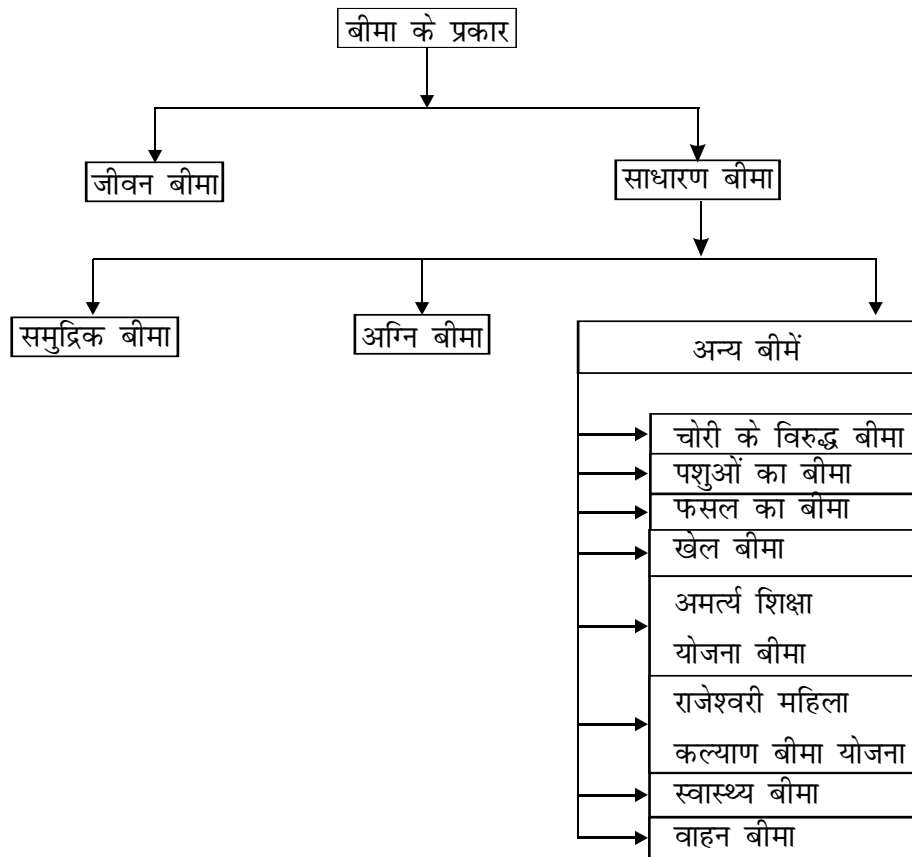 बीमा के प्रकार
जीवन बीमा
साधारण बीमा
समुद्रिक बीमा
अग्नि बीमा
अन्य बीमें
चोरी के विरुद्ध बीमा
पशुओं का बीमा
फसल का बीमा
खेल बीमा
अमर्त्य शिक्षा
योजना बीमा
राजेश्वरी महिला
कल्याण बीमा योजना
स्वास्थ्य बीमा
वाहन बीमा